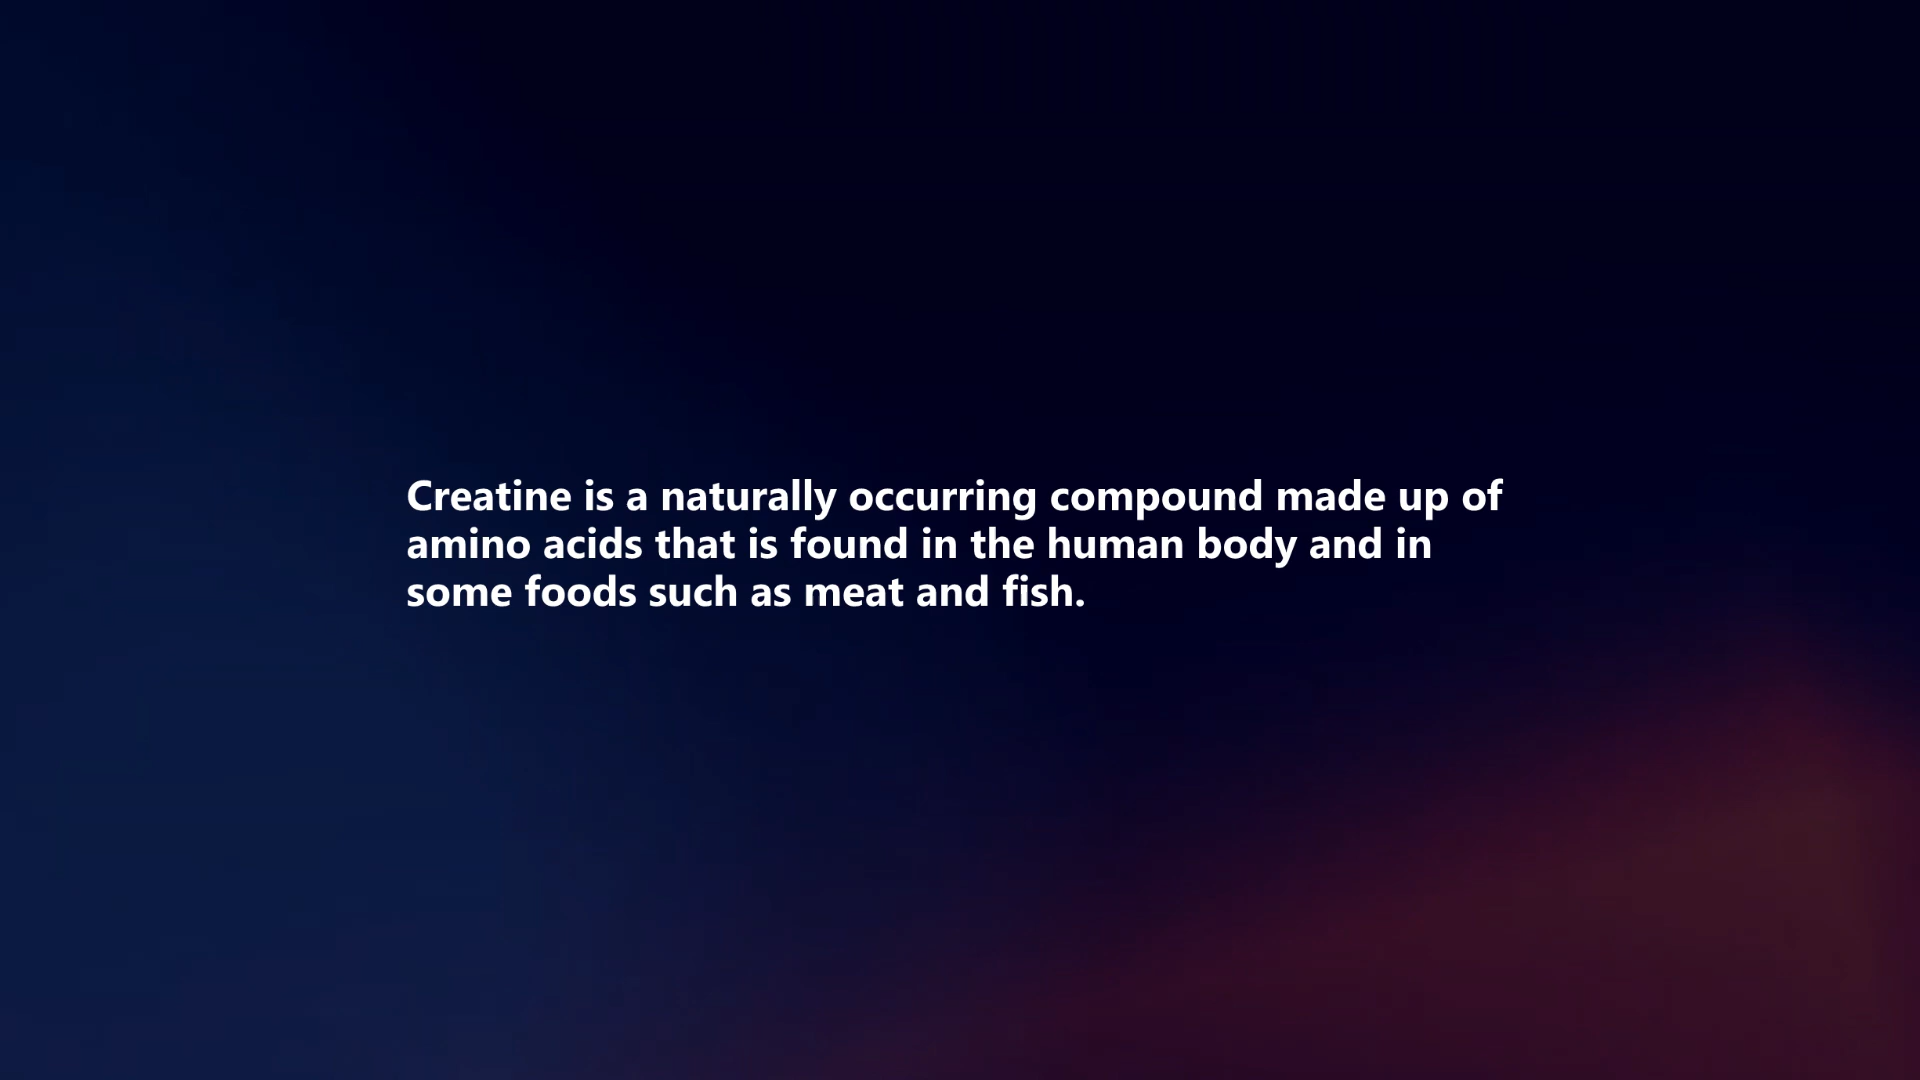 Creatine is a naturally occurring compound made up of
amino acids that is found in the human body and in
some foods such as meat and fish.